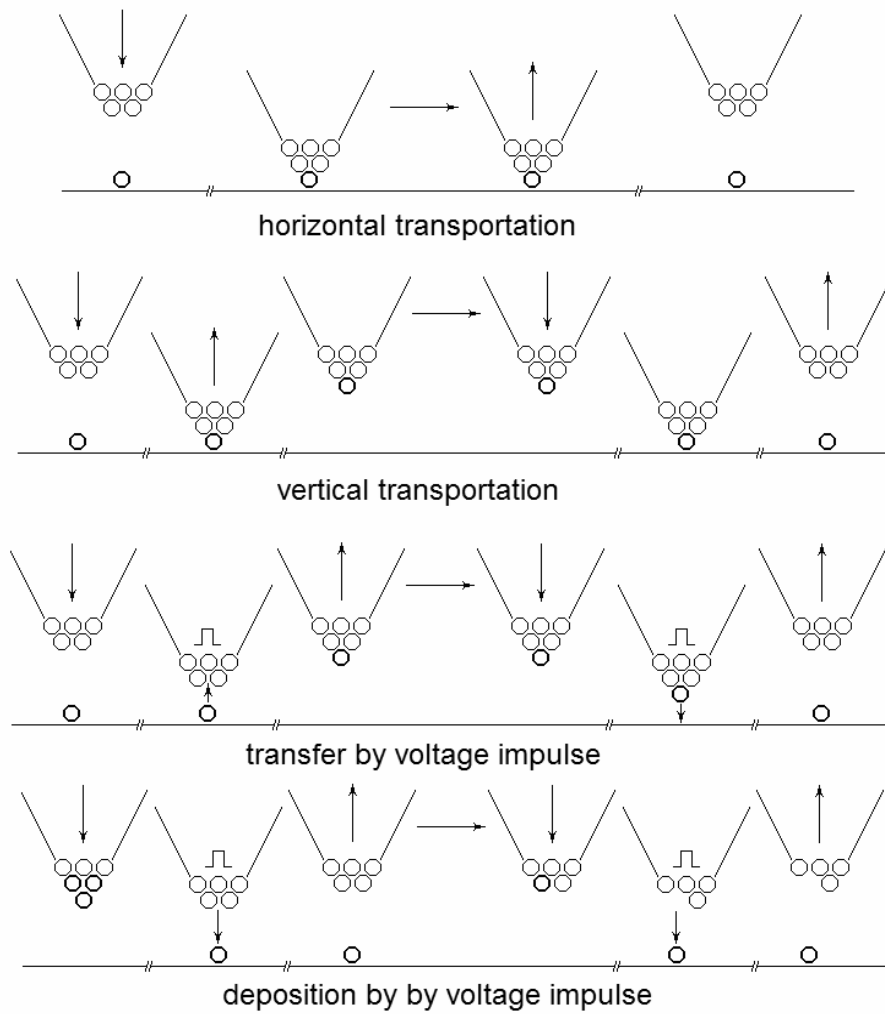 horizontal transportation
vertical transportation
transfer by voltage impulse
deposition by by voltage impulse